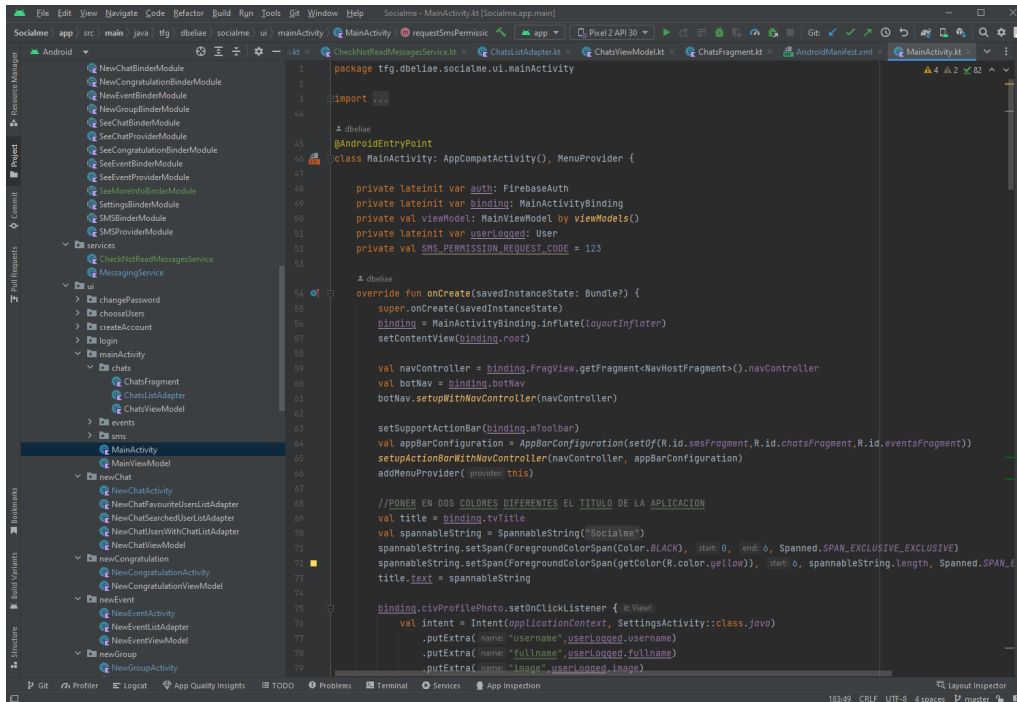 File Edit View Navigate Code Refactor Build Run Tools Git Window Help Socialme - MainActivity.kt [Socialme.app.main]
Socialme app src main java tfg dbeliae socialme ui mainActivity MainActivity requestSmsPermissic app Pixel 2 API 30 Git:
Android
.kt CheckNotReadMessagesService.kt ChatsListAdapter.kt ChatsViewModel.kt ChatsFragment.kt AndroidManifest.xml MainActivity.kt
Resource Manager
Project
Commit
Pull Requests
Bookmarks
Build Variants
Structure
NewChatBinderModule
NewCongratulationBinderModule
NewEventBinderModule
NewGroupBinderModule
SeeChatBinderModule
SeeChatProviderModule
SeeCongratulationBinderModule
SeeEventBinderModule
SeeEventProviderModule
SeeMoreInfoBinderModule
SettingsBinderModule
SMSBinderModule
SMSProviderModule
services
CheckNotReadMessagesService
MessagingService
ui
changePassword
chooseUsers
createAccount
login
mainActivity
chats
ChatsFragment
ChatsListAdapter
ChatsViewModel
events
sms
MainActivity
MainViewModel
newChat
NewChatActivity
NewChatFavouriteUsersListAdapter
NewChatSearchedUserListAdapter
NewChatUsersWithChatListAdapter
NewChatViewModel
newCongratulation
NewCongratulationActivity
NewCongratulationViewModel
newEvent
NewEventActivity
NewEventListAdapter
NewEventViewModel
newGroup
NewGroupActivity
4 2 82
1 package tfg.dbeliae.socialme.ui.mainActivity
2
3 import ...
44
dbeliae
45 @AndroidEntryPoint
46 class MainActivity: AppCompatActivity(), MenuProvider {
47
48 private lateinit var auth: FirebaseAuth
49 private lateinit var binding: MainActivityBinding
50 private val viewModel: MainViewModel by viewModels()
51 private lateinit var userLogged: User
52 private val SMS_PERMISSION_REQUEST_CODE = 123
53
dbeliae
54 override fun onCreate(savedInstanceState: Bundle?) {
55 super.onCreate(savedInstanceState)
56 binding = MainActivityBinding.inflate(layoutInflater)
57 setContentView(binding.root)
58
59 val navController = binding.FragView.getFragment<NavHostFragment>().navController
60 val botNav = binding.botNav
61 botNav.setupWithNavController(navController)
62
63 setSupportActionBar(binding.mToolbar)
64 val appBarConfiguration = AppBarConfiguration(setOf(R.id.smsFragment,R.id.chatsFragment,R.id.eventsFragment))
65 setupActionBarWithNavController(navController, appBarConfiguration)
66 addMenuProvider( provider: this)
67
68 //PONER EN DOS COLORES DIFERENTES EL TITULO DE LA APLICACION
69 val title = binding.tvTitle
70 val spannableString = SpannableString("Socialme")
71 spannableString.setSpan(ForegroundColorSpan(Color.BLACK), start: 0, end: 6, Spanned.SPAN_EXCLUSIVE_EXCLUSIVE)
72 spannableString.setSpan(ForegroundColorSpan(getColor(R.color.yellow)), start: 6, spannableString.length, Spanned.SPAN_E
73 title.text = spannableString
74
75 binding.civProfilePhoto.setOnClickListener { it: View!
76 val intent = Intent(applicationContext, SettingsActivity::class.java)
77 .putExtra( name: "username",userLogged.username)
78 .putExtra( name: "fullname",userLogged.fullname)
79 .putExtra( name: "image",userLogged.image)
Git Profiler Logcat App Quality Insights TODO Problems Terminal Services App Inspection Layout Inspector
183:49 CRLF UTF-8 4 spaces master